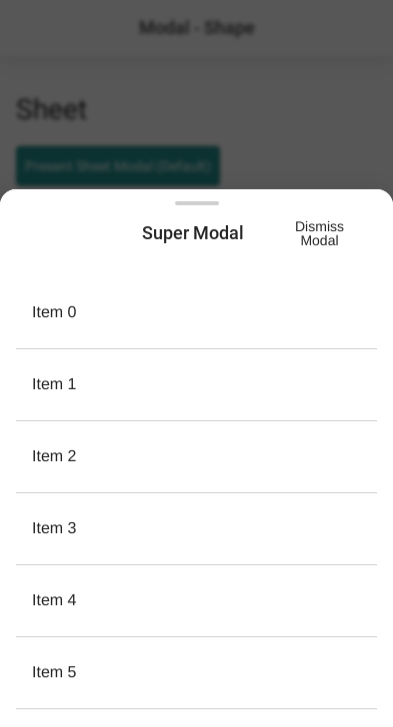 Modal - Shape
Sheet
Present Sheet Modal (Default)
Super Modal
Dismiss
Modal
Item 0
Item 1
Item 2
Item 3
Item 4
Item 5